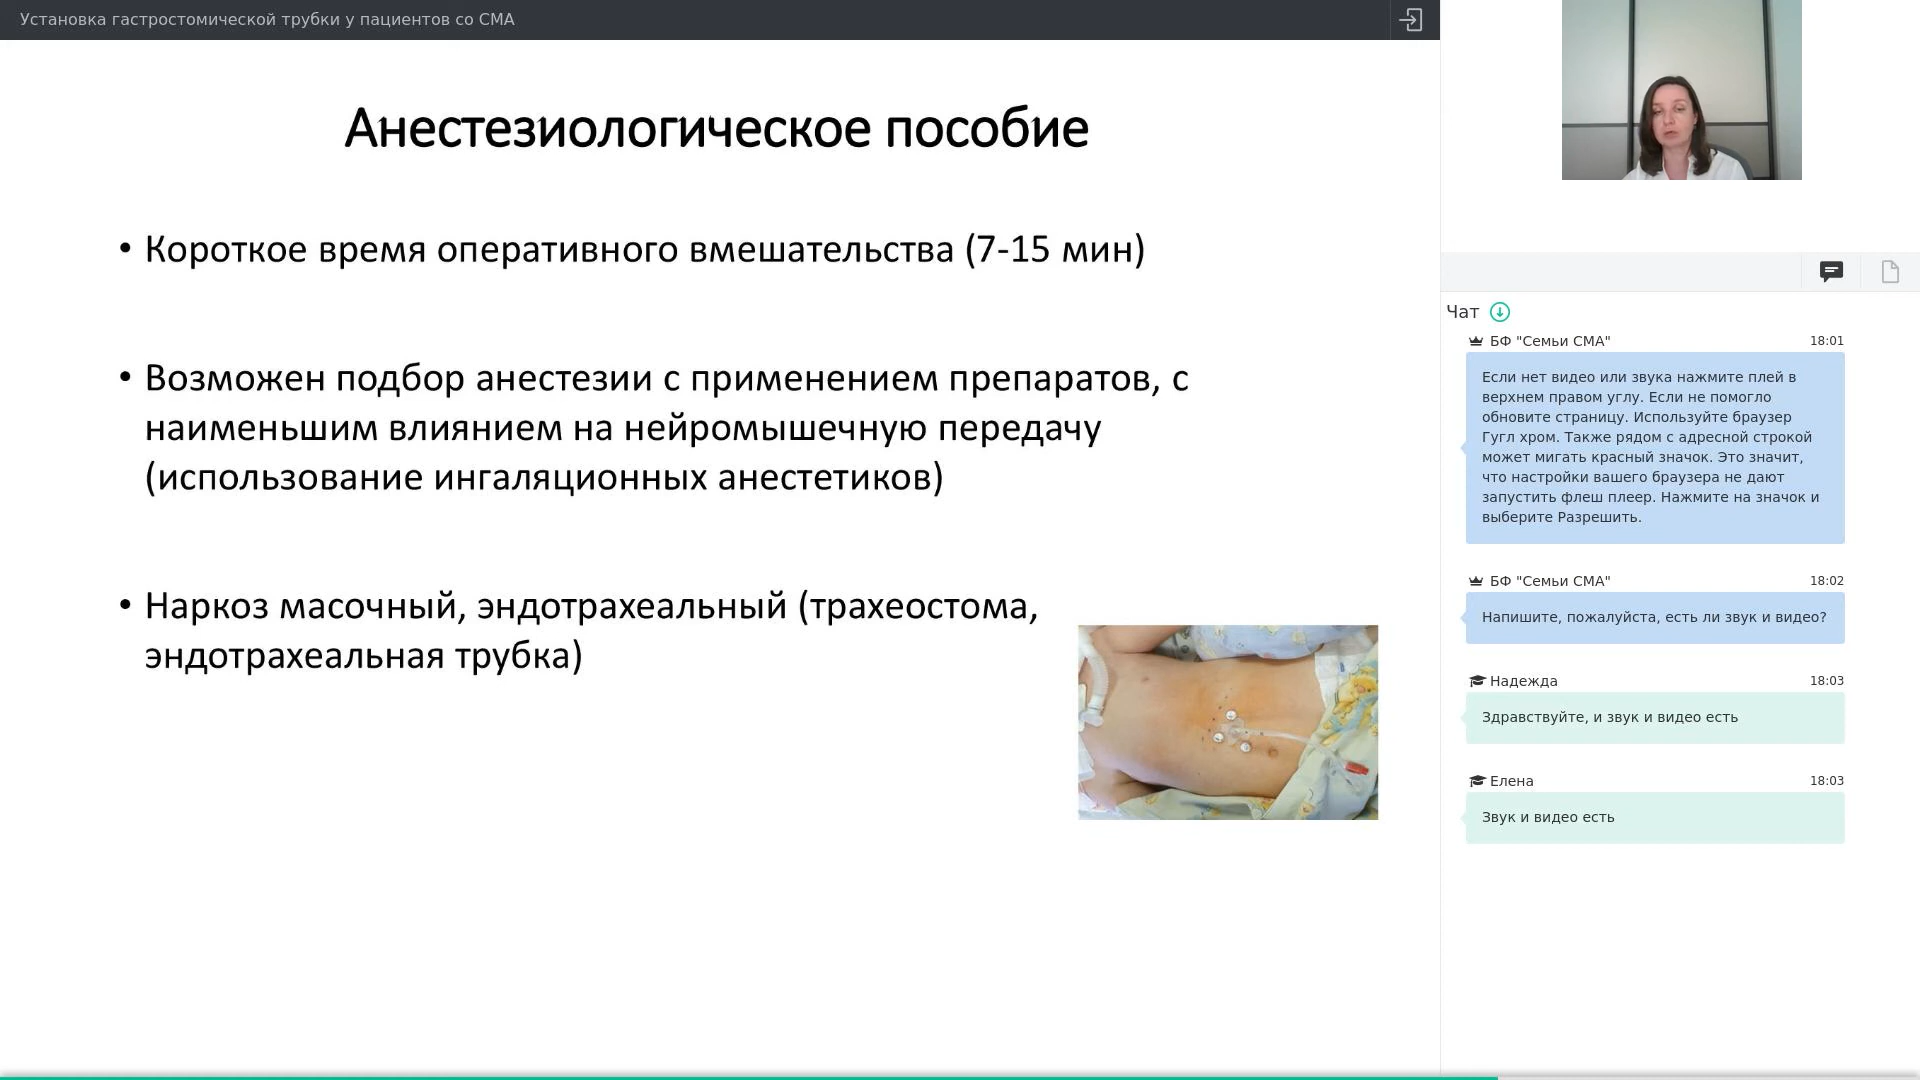 Установка гастростомической трубки у пациентов со СМА
Анестезиологическое пособие
• Короткое время оперативного вмешательства (7-15 мин)
• Возможен подбор анестезии с применением препаратов, с
наименьшим влиянием на нейромышечную передачу
(использование ингаляционных анестетиков)
• Наркоз масочный, эндотрахеальный (трахеостома,
эндотрахеальная трубка)
Чат
БФ "Семьи СМА" 18:01
Если нет видео или звука нажмите плей в
верхнем правом углу. Если не помогло
обновите страницу. Используйте браузер
Гугл хром. Также рядом с адресной строкой
может мигать красный значок. Это значит,
что настройки вашего браузера не дают
запустить флеш плеер. Нажмите на значок и
выберите Разрешить.
БФ "Семьи СМА" 18:02
Напишите, пожалуйста, есть ли звук и видео?
Надежда 18:03
Здравствуйте, и звук и видео есть
Елена 18:03
Звук и видео есть